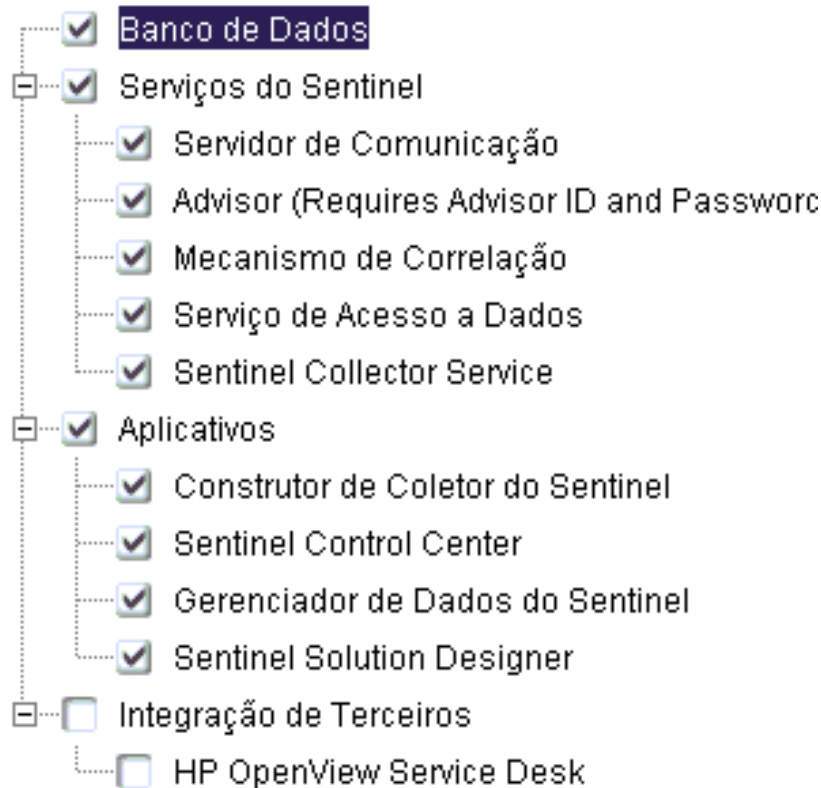 Banco de Dados
Serviços do Sentinel
Servidor de Comunicação
Advisor (Requires Advisor ID and Password
Mecanismo de Correlação
Serviço de Acesso a Dados
Sentinel Collector Service
Aplicativos
Construtor de Coletor do Sentinel
Sentinel Control Center
Gerenciador de Dados do Sentinel
Sentinel Solution Designer
Integração de Terceiros
HP OpenView Service Desk